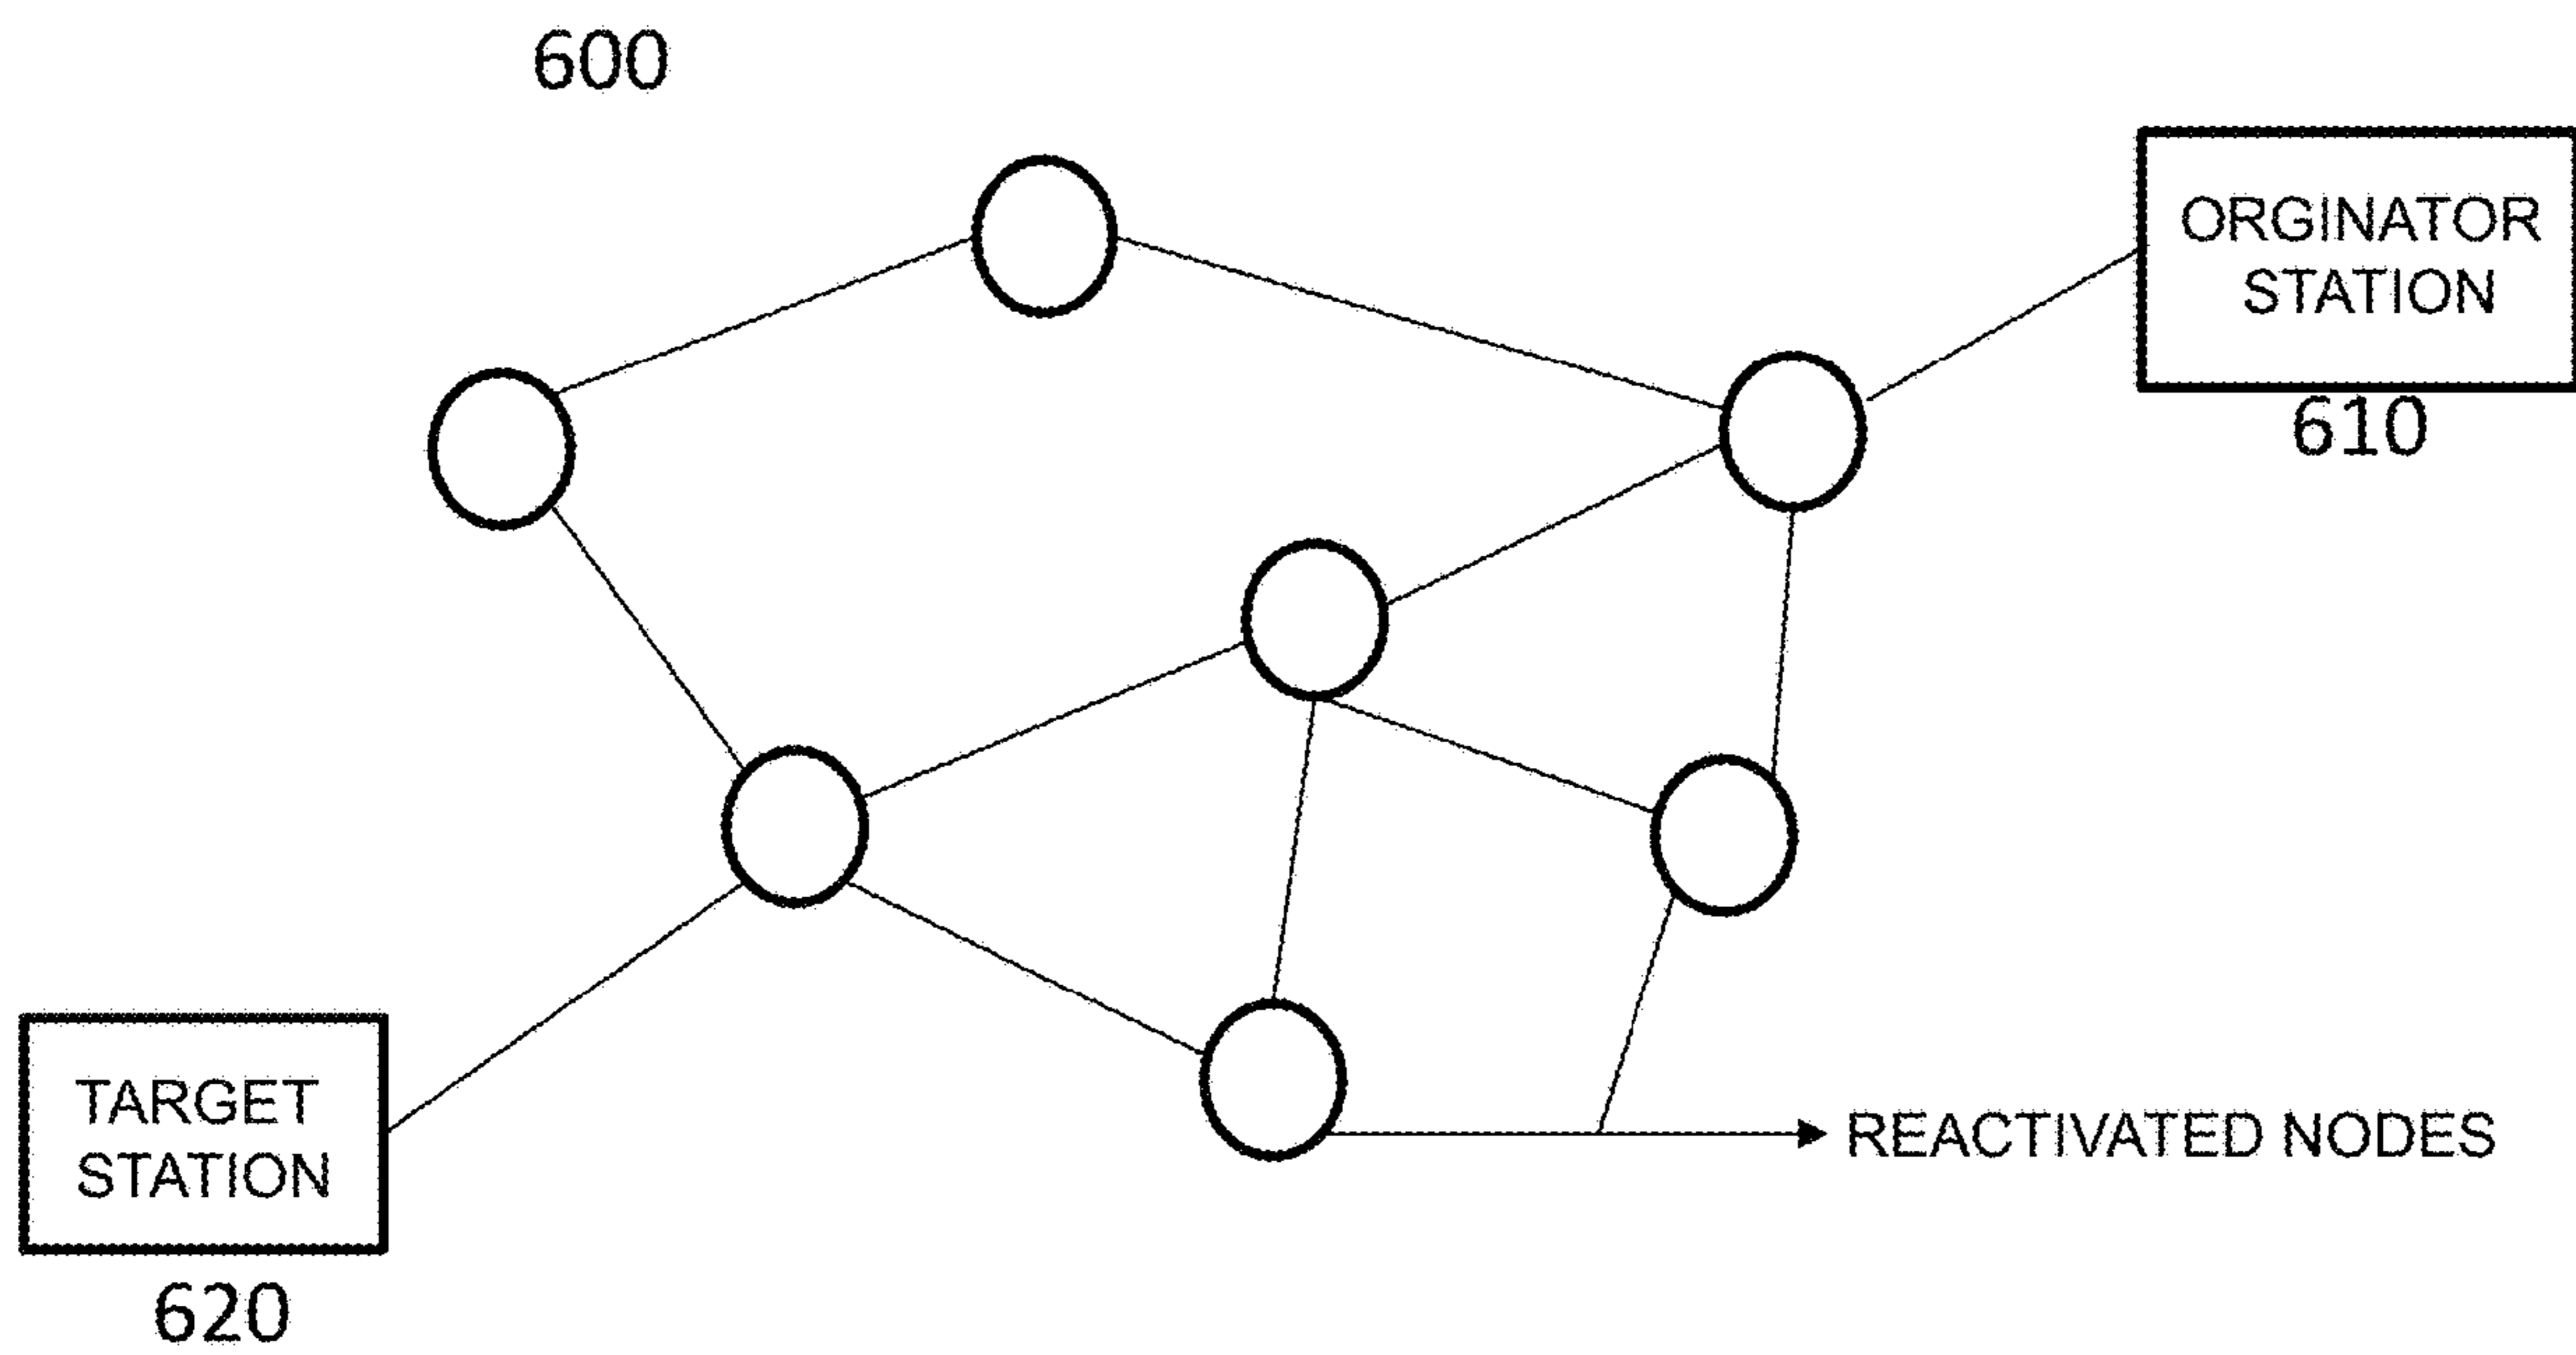 600
ORGINATOR
STATION
610
TARGET
STATION
620
REACTIVATED NODES